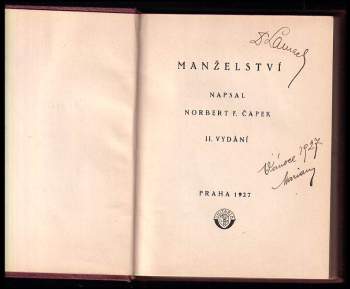 MANŽELSTVÍ
NAPSAL
NORBERT F. ČAPEK
II. VYDÁNÍ
Vánoce 1927
PRAHA 1927